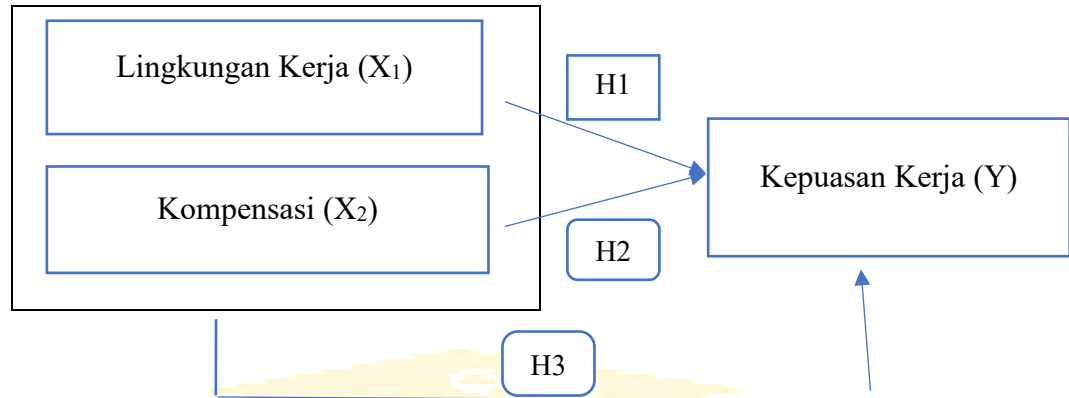 Lingkungan Kerja (X₁)
H1
Kepuasan Kerja (Y)
Kompensasi (X₂)
H2
H3